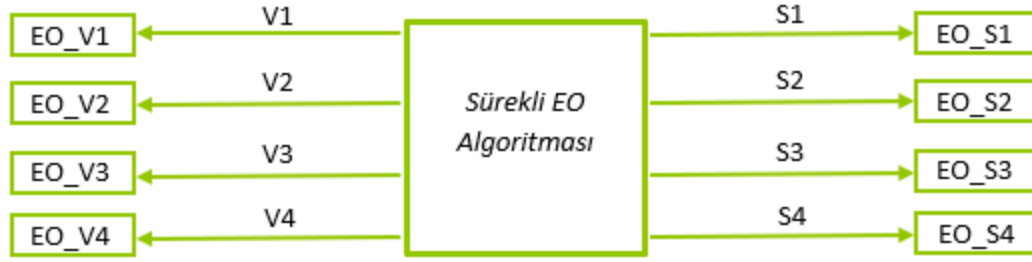 V1
S1
EO_V1
EO_S1
V2
S2
EO_V2
Sürekli EO
EO_S2
Algoritması
V3
S3
EO_V3
EO_S3
V4
S4
EO_V4
EO_S4